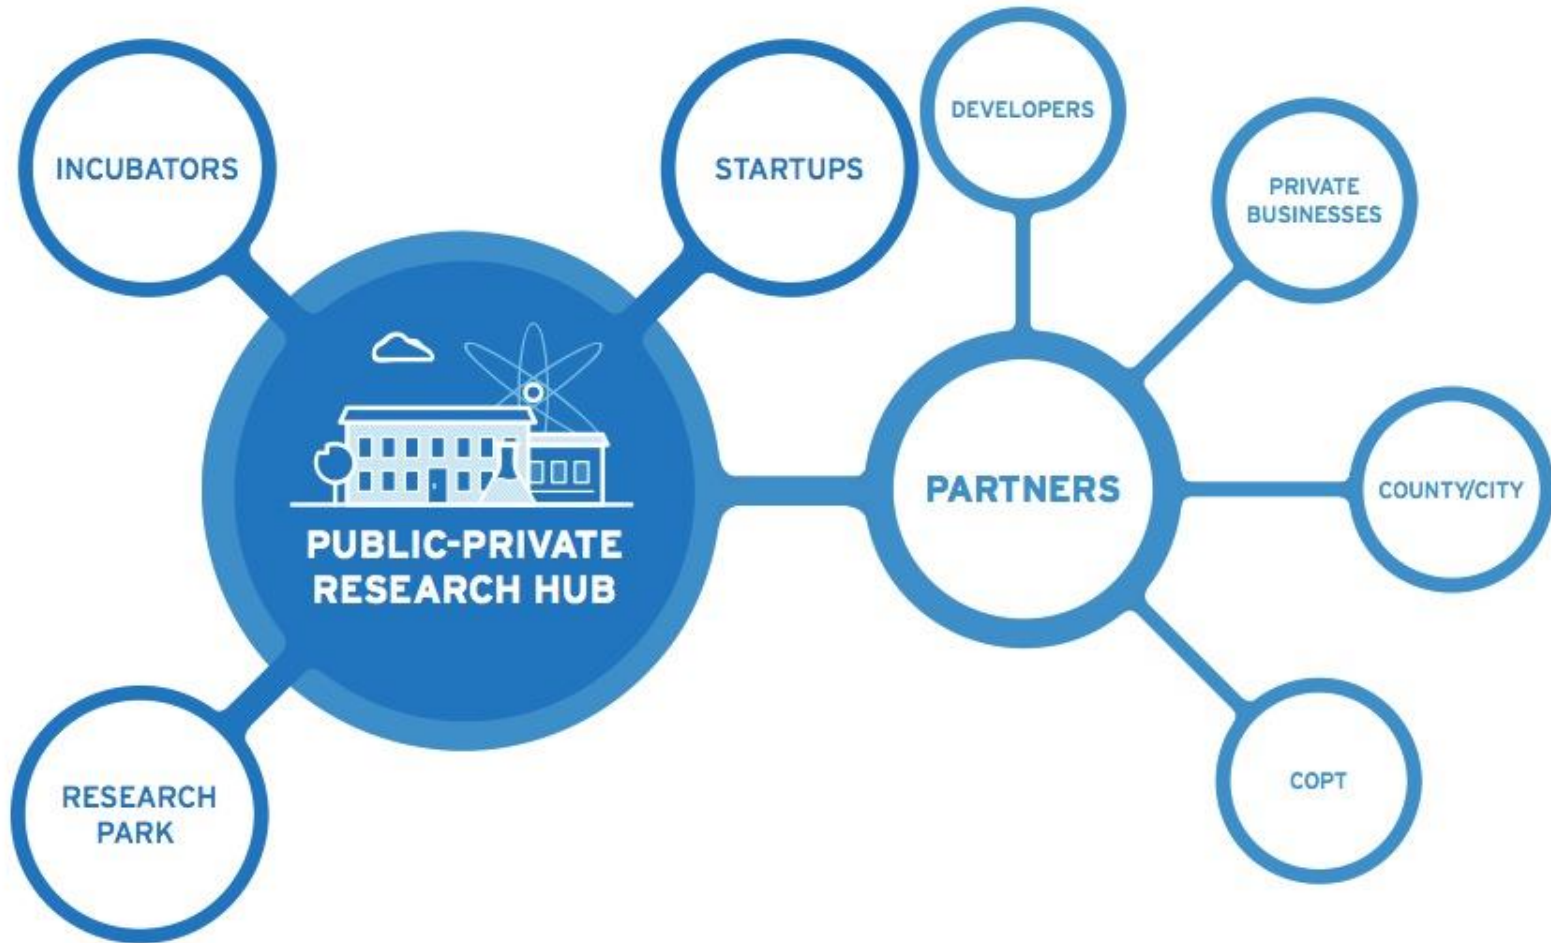 INCUBATORS
STARTUPS
DEVELOPERS
PRIVATE
BUSINESSES
PUBLIC-PRIVATE
RESEARCH HUB
PARTNERS
COUNTY/CITY
RESEARCH
PARK
COPT